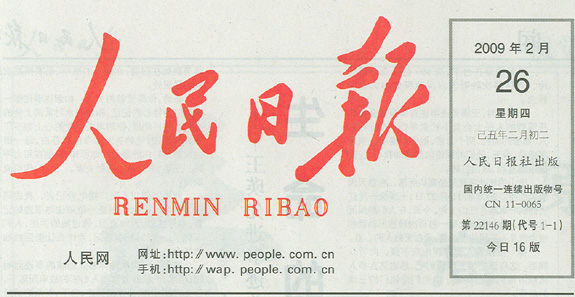 人民日报
RENMIN RIBAO
人民网 网址:http://www.people.com.cn
手机:http://wap.people.com.cn
2009年2月
26
星期四
己丑年二月初二
人民日报社出版
国内统一连续出版物号
CN 11-0065
第22146期(代号1-1)
今日16版